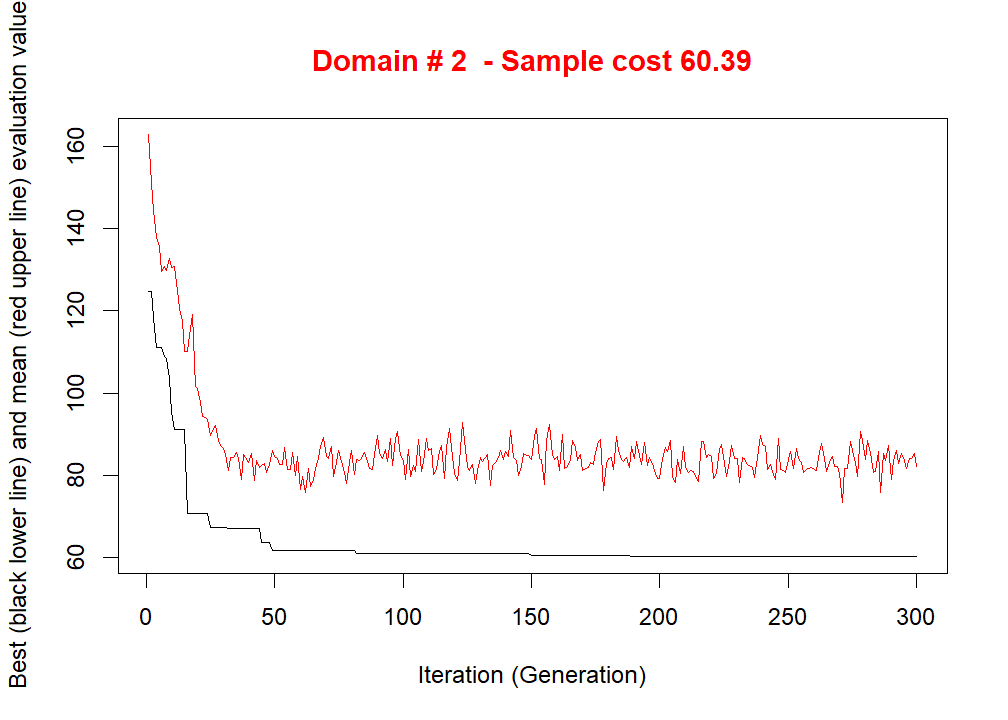 Domain # 2  - Sample cost 60.39
Best (black lower line) and mean (red upper line) evaluation value
160
140
120
100
80
60
0 50 100 150 200 250 300
Iteration (Generation)